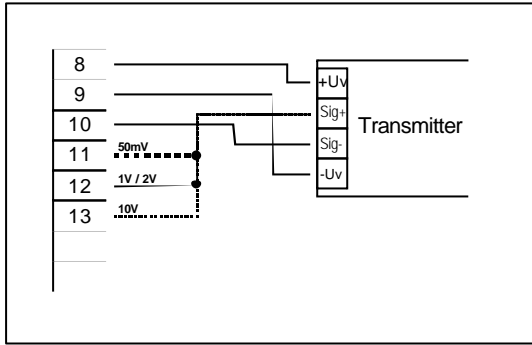 8
9
10
11
12
13
50mV
1V / 2V
10V
+Uv
Sig+
Sig-
-Uv
Transmitter